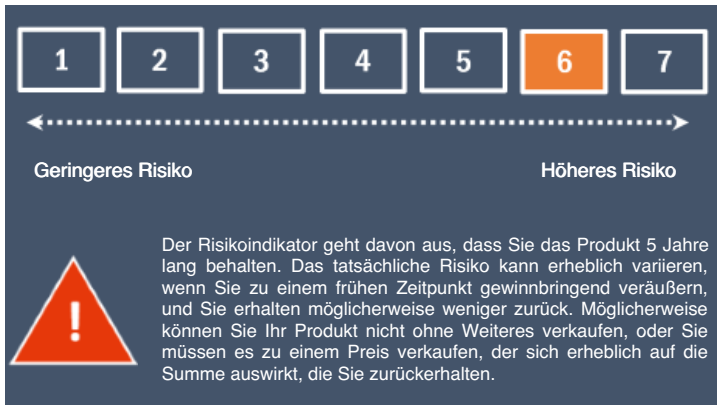 1 2 3 4 5 6 7
Geringeres Risiko Höheres Risiko
Der Risikoindikator geht davon aus, dass Sie das Produkt 5 Jahre
lang behalten. Das tatsächliche Risiko kann erheblich variieren,
wenn Sie zu einem frühen Zeitpunkt gewinnbringend veräußern,
und Sie erhalten möglicherweise weniger zurück. Möglicherweise
können Sie Ihr Produkt nicht ohne Weiteres verkaufen, oder Sie
müssen es zu einem Preis verkaufen, der sich erheblich auf die
Summe auswirkt, die Sie zurückerhalten.
!